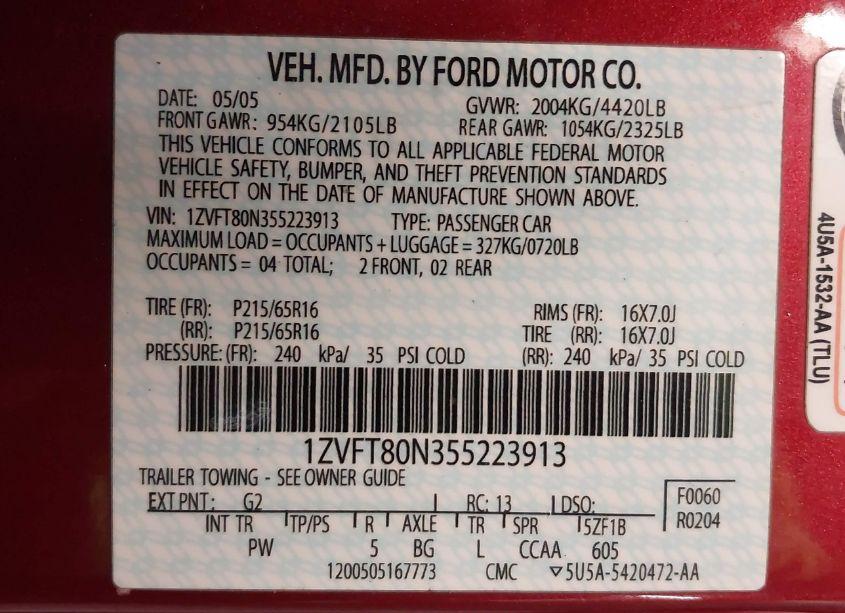 VEH. MFD. BY FORD MOTOR CO.
DATE: 05/05 GVWR: 2004KG/4420LB
FRONT GAWR: 954KG/2105LB REAR GAWR: 1054KG/2325LB
THIS VEHICLE CONFORMS TO ALL APPLICABLE FEDERAL MOTOR
VEHICLE SAFETY, BUMPER, AND THEFT PREVENTION STANDARDS
IN EFFECT ON THE DATE OF MANUFACTURE SHOWN ABOVE.
VIN: 1ZVFT80N355223913 TYPE: PASSENGER CAR
MAXIMUM LOAD = OCCUPANTS + LUGGAGE = 327KG/0720LB
OCCUPANTS = 04 TOTAL; 2 FRONT, 02 REAR
TIRE (FR): P215/65R16 RIMS (FR): 16X7.0J
(RR): P215/65R16 TIRE (RR): 16X7.0J
PRESSURE: (FR): 240 kPa/ 35 PSI COLD (RR): 240 kPa/ 35 PSI COLD
1ZVFT80N355223913
TRAILER TOWING - SEE OWNER GUIDE
EXT PNT: G2 RC: 13 DSO: F0060
INT TR TP/PS R AXLE TR SPR 5ZF1B R0204
PW 5 BG L CCAA 605
1200505167773 CMC ▽5U5A-5420472-AA
4U5A-1532-AA (TLU)